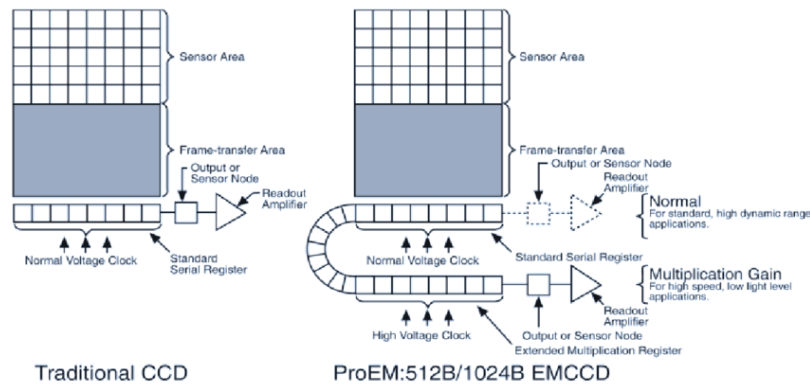 Sensor Area
Frame-transfer Area
Output or
Sensor Node
Readout
Amplifier
Normal Voltage Clock
Standard
Serial Register
Traditional CCD
Sensor Area
Frame-transfer Area
Output or Sensor Node
Readout
Amplifier
Normal
For standard, high dynamic range
applications.
Normal Voltage Clock
Standard Serial Register
Multiplication Gain
For high speed, low light level
applications.
Readout
Amplifier
High Voltage Clock
Output or Sensor Node
Extended Multiplication Register
ProEM:512B/1024B EMCCD